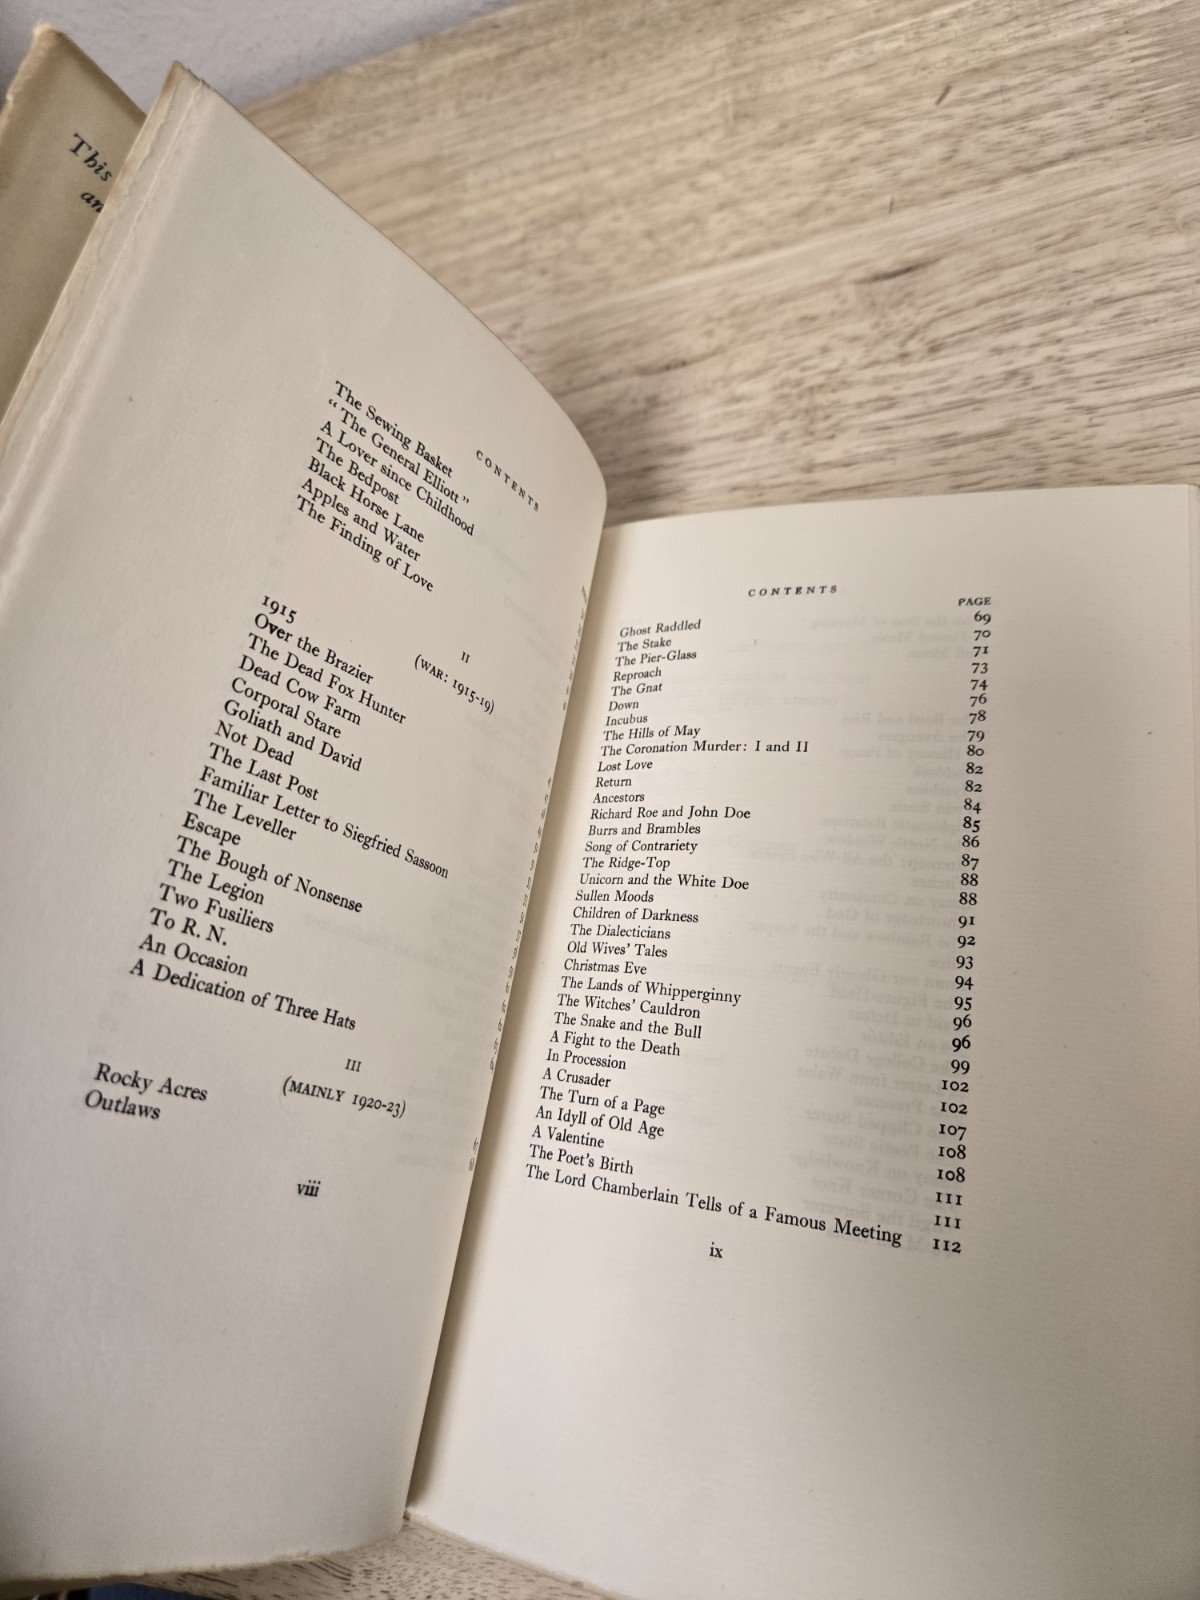 This
an
CONTENTS
The Sewing Basket
“ The General Elliott ”
A Lover since Childhood
The Bedpost
Black Horse Lane
Apples and Water
The Finding of Love
II
(WAR: 1915-19)
1915
Over the Brazier
The Dead Fox Hunter
Dead Cow Farm
Corporal Stare
Goliath and David
Not Dead
The Last Post
Familiar Letter to Siegfried Sassoon
The Leveller
Escape
The Bough of Nonsense
The Legion
Two Fusiliers
To R. N.
An Occasion
A Dedication of Three Hats
III
(MAINLY 1920-23)
Rocky Acres
Outlaws
viii
CONTENTS
PAGE
Ghost Raddled 69
The Stake 70
The Pier-Glass 71
Reproach 73
The Gnat 74
Down 76
Incubus 78
The Hills of May 79
The Coronation Murder: I and II 80
Lost Love 82
Return 82
Ancestors 84
Richard Roe and John Doe 85
Burrs and Brambles 86
Song of Contrariety 87
The Ridge-Top 88
Unicorn and the White Doe 88
Sullen Moods 91
Children of Darkness 92
The Dialecticians 93
Old Wives' Tales 94
Christmas Eve 95
The Lands of Whipperginny 96
The Witches' Cauldron 96
The Snake and the Bull 99
A Fight to the Death 102
In Procession 102
A Crusader 107
The Turn of a Page 108
An Idyll of Old Age 108
A Valentine 111
The Poet's Birth 111
The Lord Chamberlain Tells of a Famous Meeting 112
ix